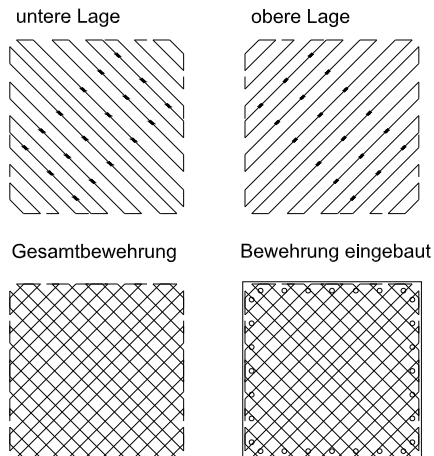 untere Lage
obere Lage
Gesamtbewehrung
Bewehrung eingebaut